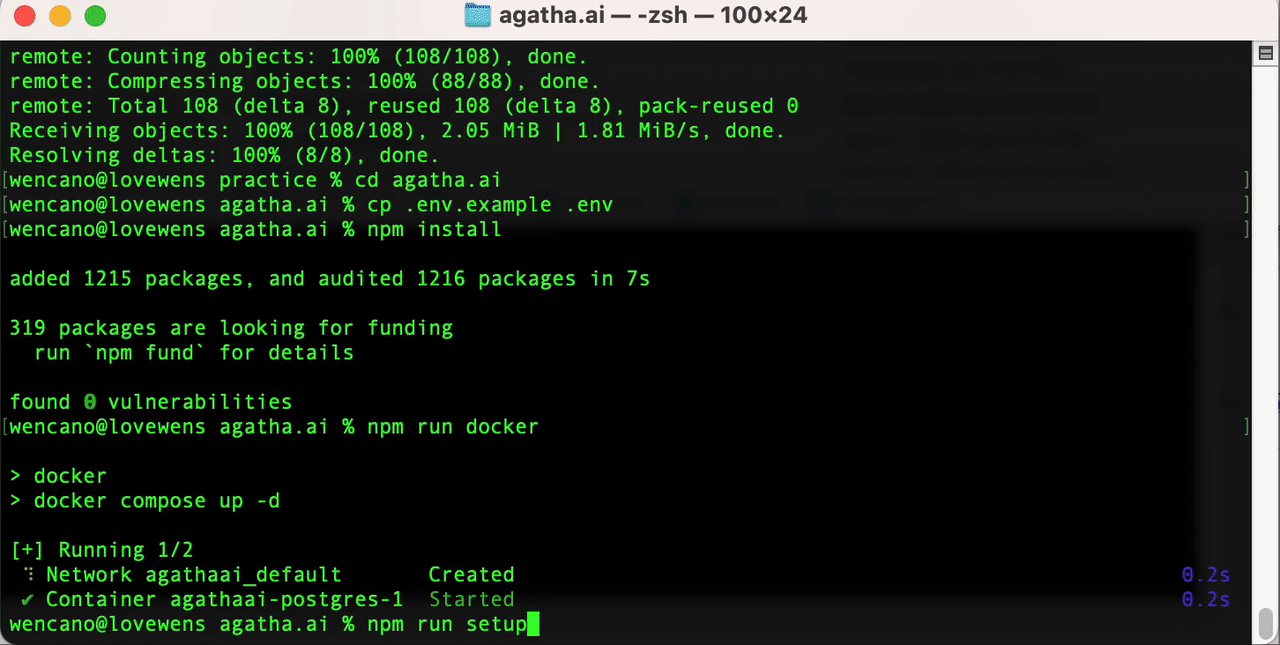 agatha.ai — -zsh — 100×24
remote: Counting objects: 100% (108/108), done.
remote: Compressing objects: 100% (88/88), done.
remote: Total 108 (delta 8), reused 108 (delta 8), pack-reused 0
Receiving objects: 100% (108/108), 2.05 MiB | 1.81 MiB/s, done.
Resolving deltas: 100% (8/8), done.
[wencano@lovewens practice % cd agatha.ai ]
[wencano@lovewens agatha.ai % cp .env.example .env ]
[wencano@lovewens agatha.ai % npm install ]
added 1215 packages, and audited 1216 packages in 7s
319 packages are looking for funding
  run `npm fund` for details
found 0 vulnerabilities
[wencano@lovewens agatha.ai % npm run docker ]
> docker
> docker compose up -d
[+] Running 1/2
 ⠹ Network agathaai_default Created 0.2s
 ✔ Container agathaai-postgres-1 Started 0.2s
wencano@lovewens agatha.ai % npm run setup